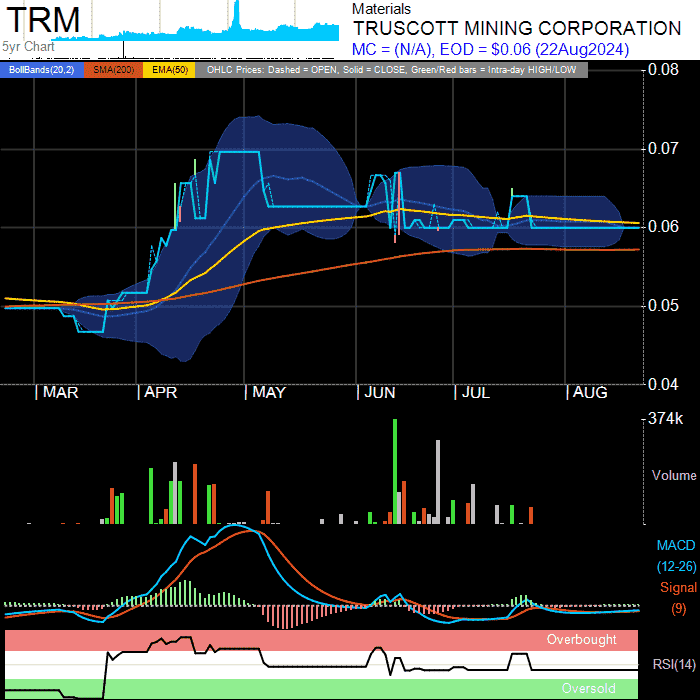 TRM
5yr Chart
Materials
TRUSCOTT MINING CORPORATION
MC = (N/A), EOD = $0.06 (22Aug2024)
BollBands(20,2) SMA(200) EMA(50) OHLC Prices: Dashed = OPEN, Solid = CLOSE, Green/Red bars = Intra-day HIGH/LOW
0.08
0.07
0.06
0.05
0.04
MAR APR MAY JUN JUL AUG
374k
Volume
MACD
(12-26)
Signal
(9)
Overbought
RSI(14)
Oversold